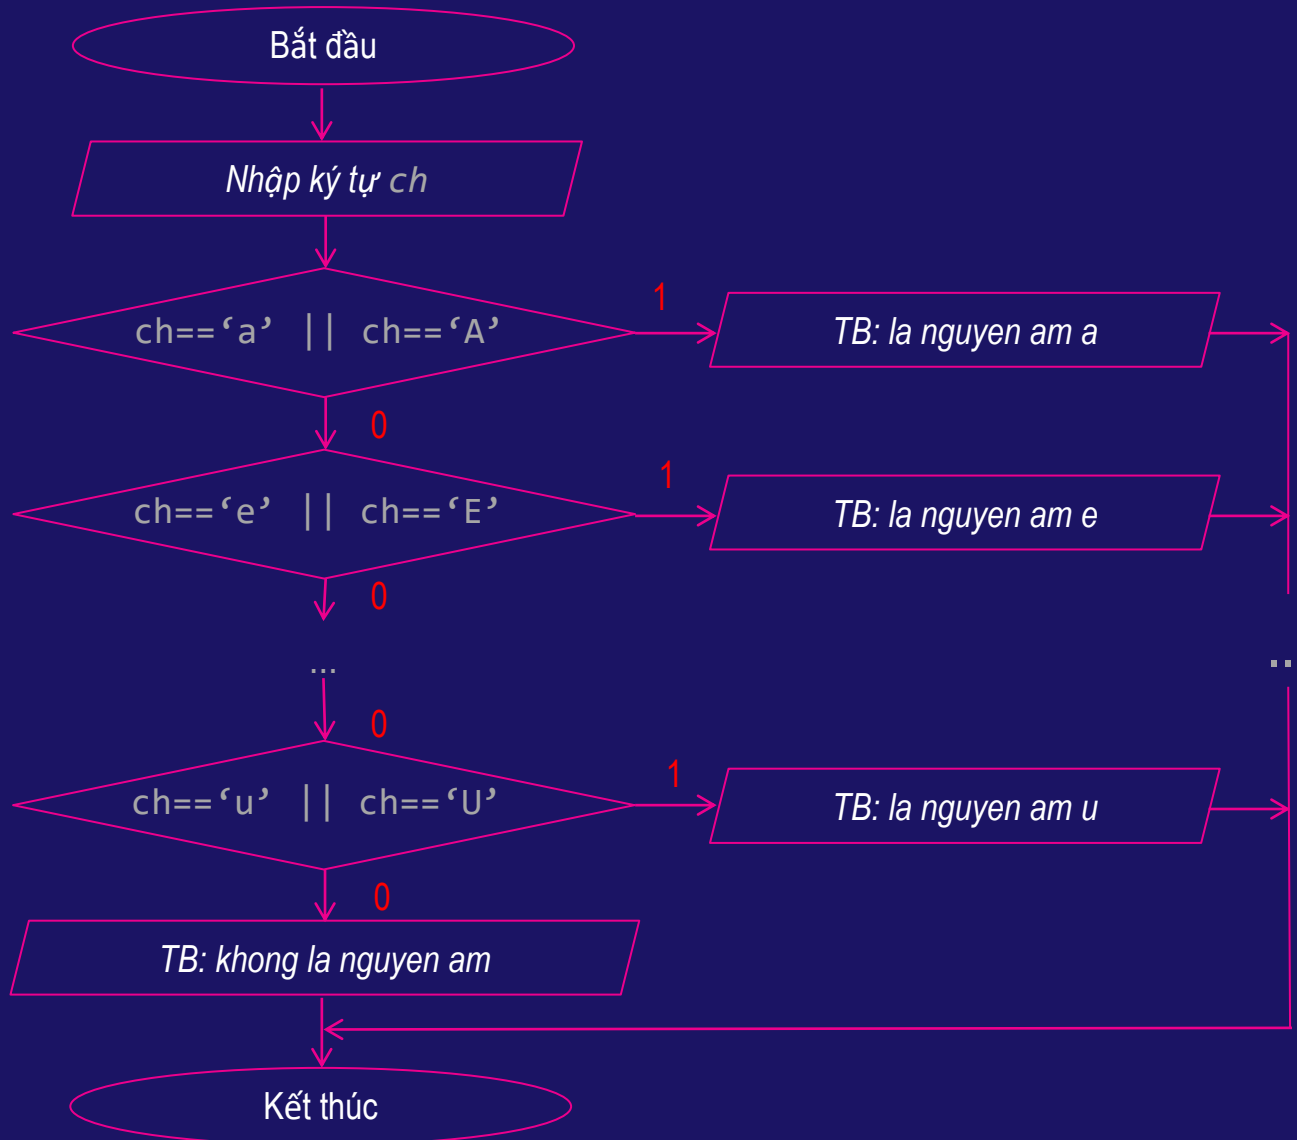 Bắt đầu
Nhập ký tự ch
ch==‘a’ || ch==‘A’
1
TB: la nguyen am a
0
ch==‘e’ || ch==‘E’
1
TB: la nguyen am e
0
...
..
0
ch==‘u’ || ch==‘U’
1
TB: la nguyen am u
0
TB: khong la nguyen am
Kết thúc